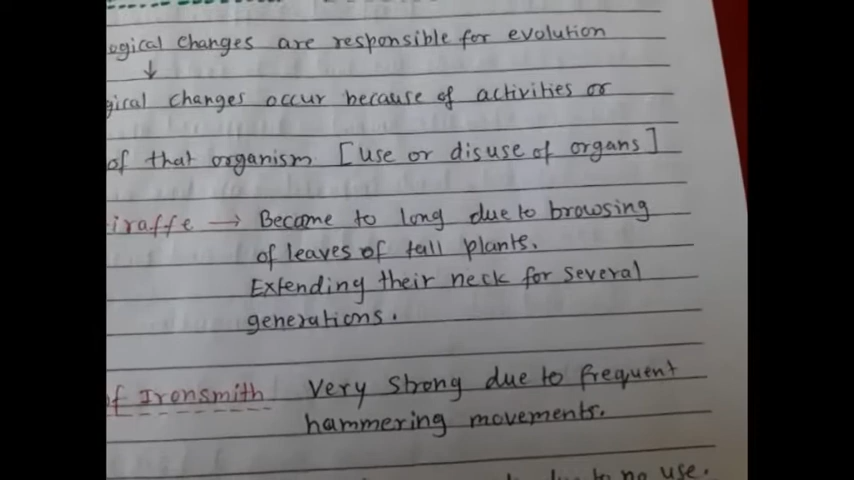 ogical changes are responsible for evolution
↓
gical changes occur because of activities or
of that organism [use or disuse of organs]
iraffe → Became to long due to browsing
of leaves of tall plants.
Extending their neck for several
generations.
of Ironsmith Very strong due to frequent
hammering movements.
to no use.